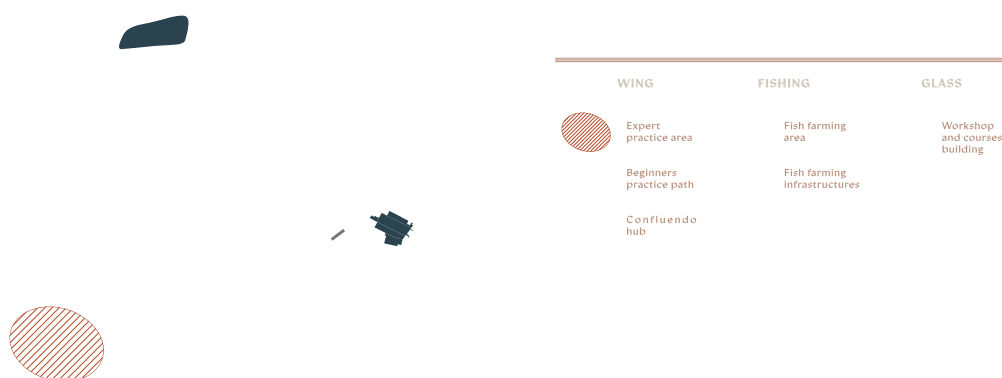 WING
FISHING
GLASS
Expert
practice area
Fish farming
area
Workshop
and courses
building
Beginners
practice path
Fish farming
infrastructures
Confluendo
hub